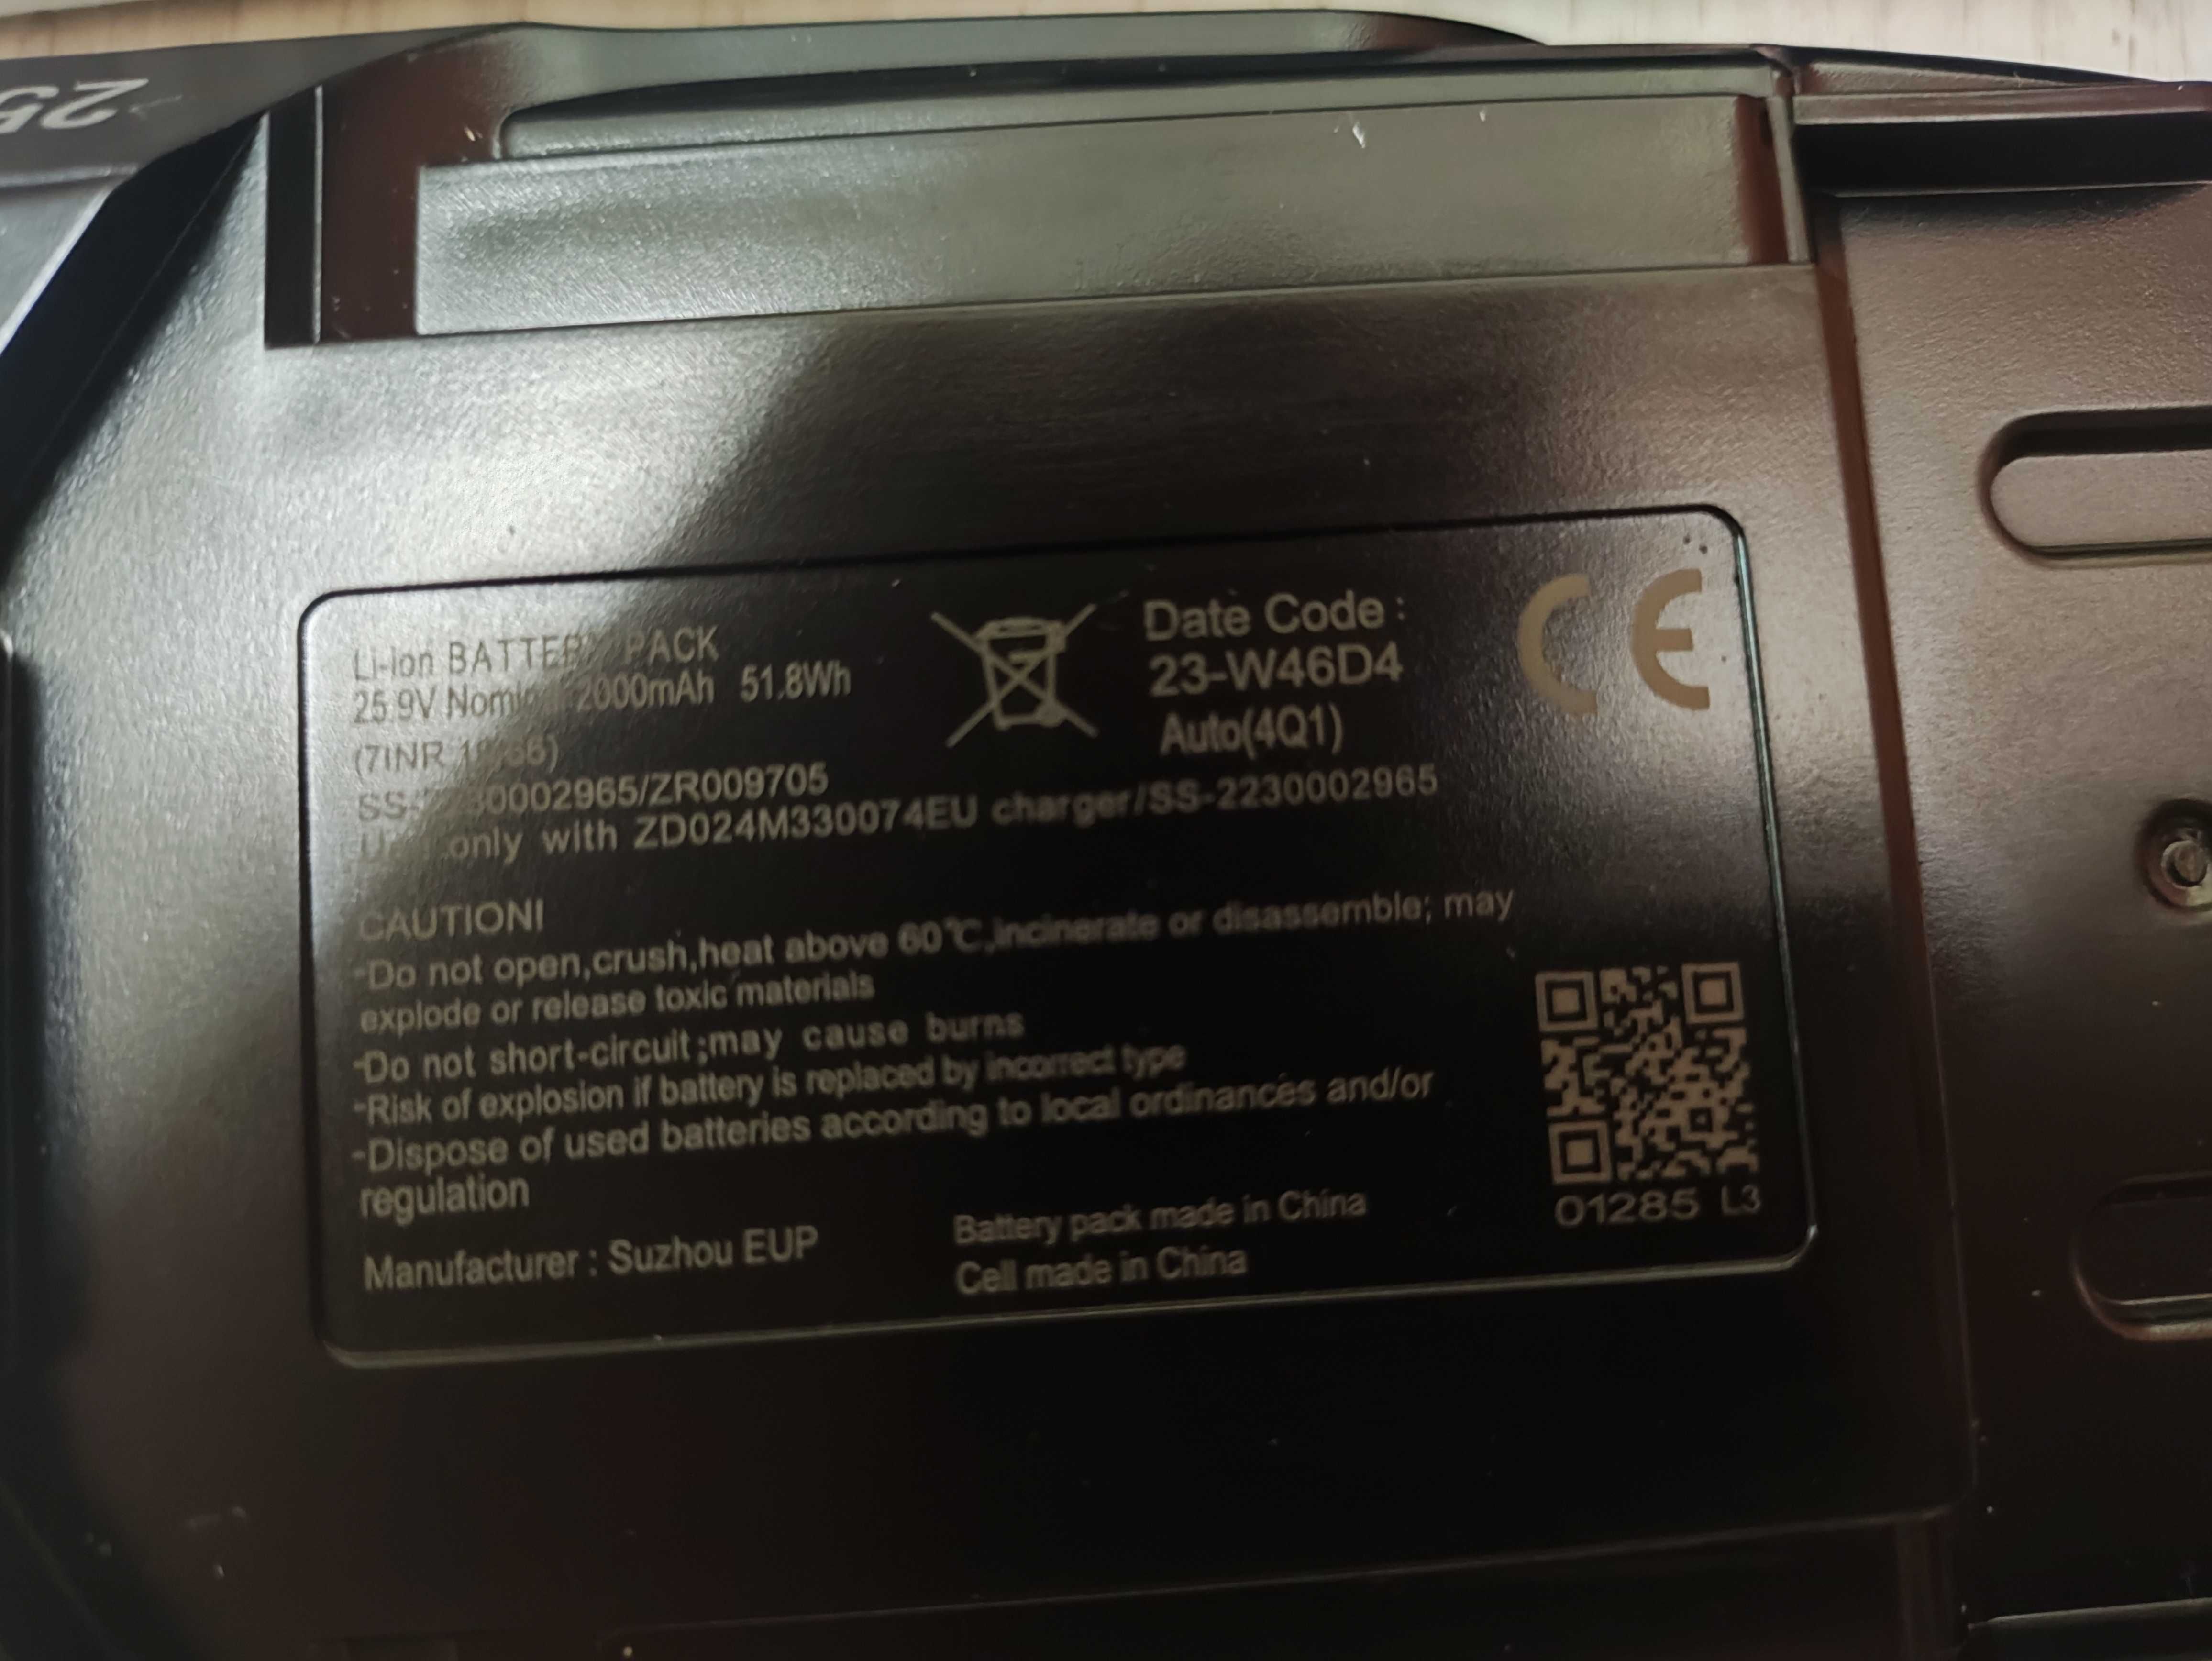 25
Li-ion BATTERY PACK
25.9V 2000mAh 51.8Wh
(7INR
0002965/ZR009705
only with ZD024M330074EU charger/SS-2230002965
Date Code :
23-W46D4
Auto(4Q1)
CE
CAUTION!
-Do not open,crush,heat above 60℃,incinerate or disassemble; may
explode or release toxic materials
-Do not short-circuit;may cause burns
-Risk of explosion if battery is replaced by incorrect type
-Dispose of used batteries according to local ordinances and/or
regulation
Manufacturer : Suzhou EUP
Battery pack made in China
Cell made in China
01285 L3